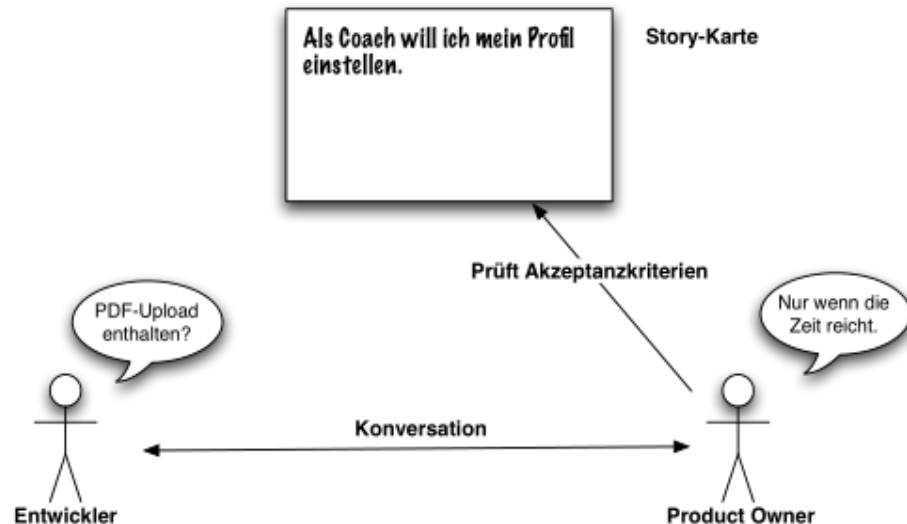 Als Coach will ich mein Profil
einstellen.
Story-Karte
Prüft Akzeptanzkriterien
PDF-Upload
enthalten?
Nur wenn die
Zeit reicht.
Konversation
Entwickler
Product Owner